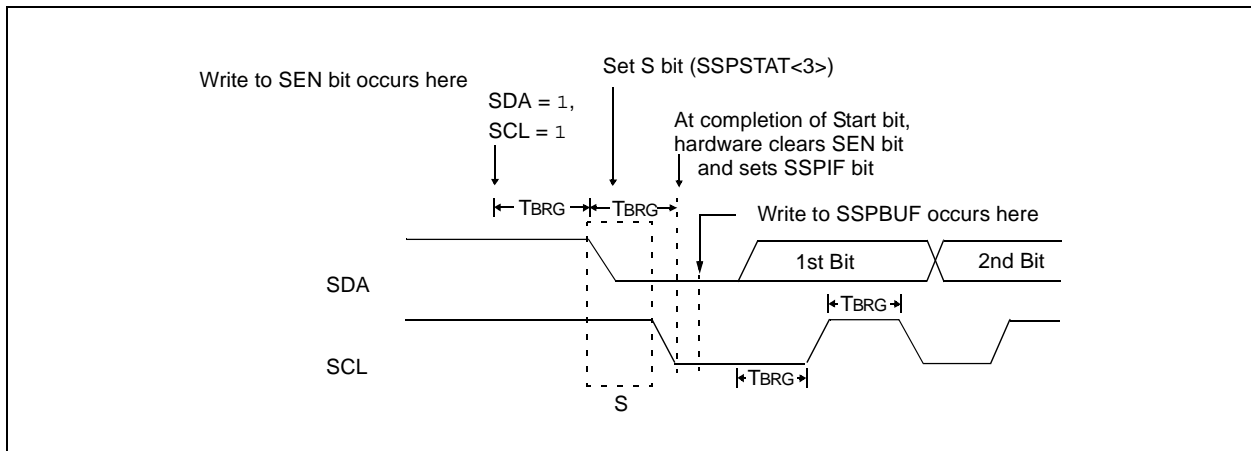 Write to SEN bit occurs here
Set S bit (SSPSTAT<3>)
SDA = 1,
SCL = 1
At completion of Start bit,
hardware clears SEN bit
and sets SSPIF bit
TBRG
TBRG
Write to SSPBUF occurs here
SDA
1st Bit
2nd Bit
TBRG
SCL
TBRG
S